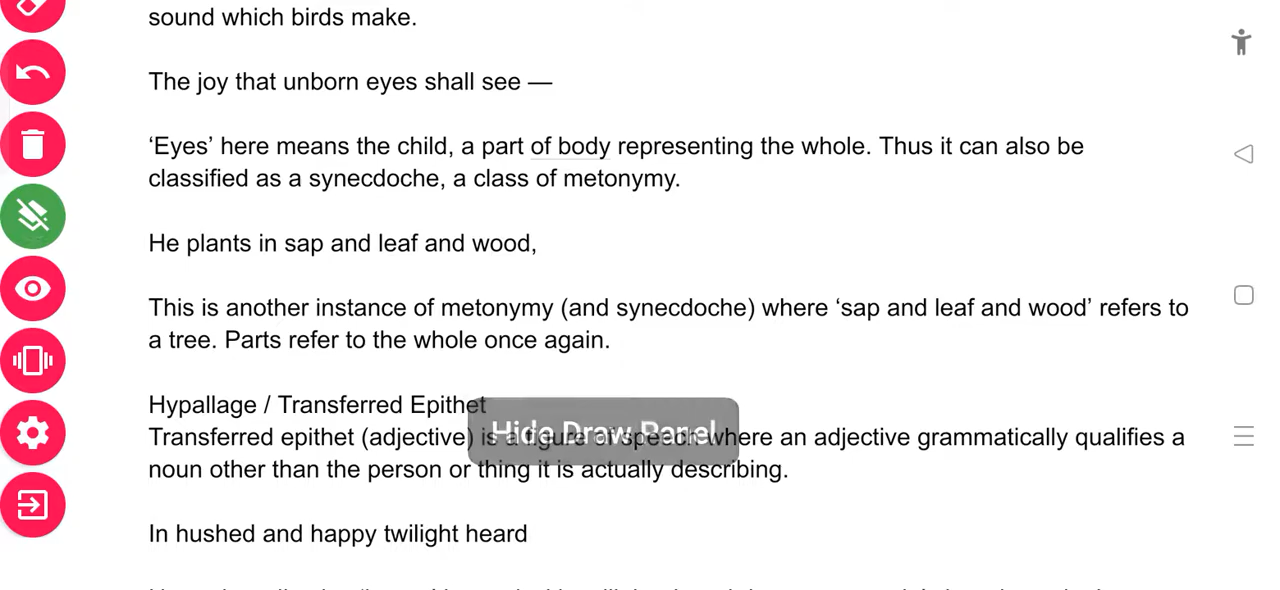 sound which birds make.
The joy that unborn eyes shall see —
‘Eyes’ here means the child, a part of body representing the whole. Thus it can also be
classified as a synecdoche, a class of metonymy.
He plants in sap and leaf and wood,
This is another instance of metonymy (and synecdoche) where ‘sap and leaf and wood’ refers to
a tree. Parts refer to the whole once again.
Hypallage / Transferred Epithet
Hide Draw Panel
Transferred epithet (adjective) is a figure of speech where an adjective grammatically qualifies a
noun other than the person or thing it is actually describing.
In hushed and happy twilight heard